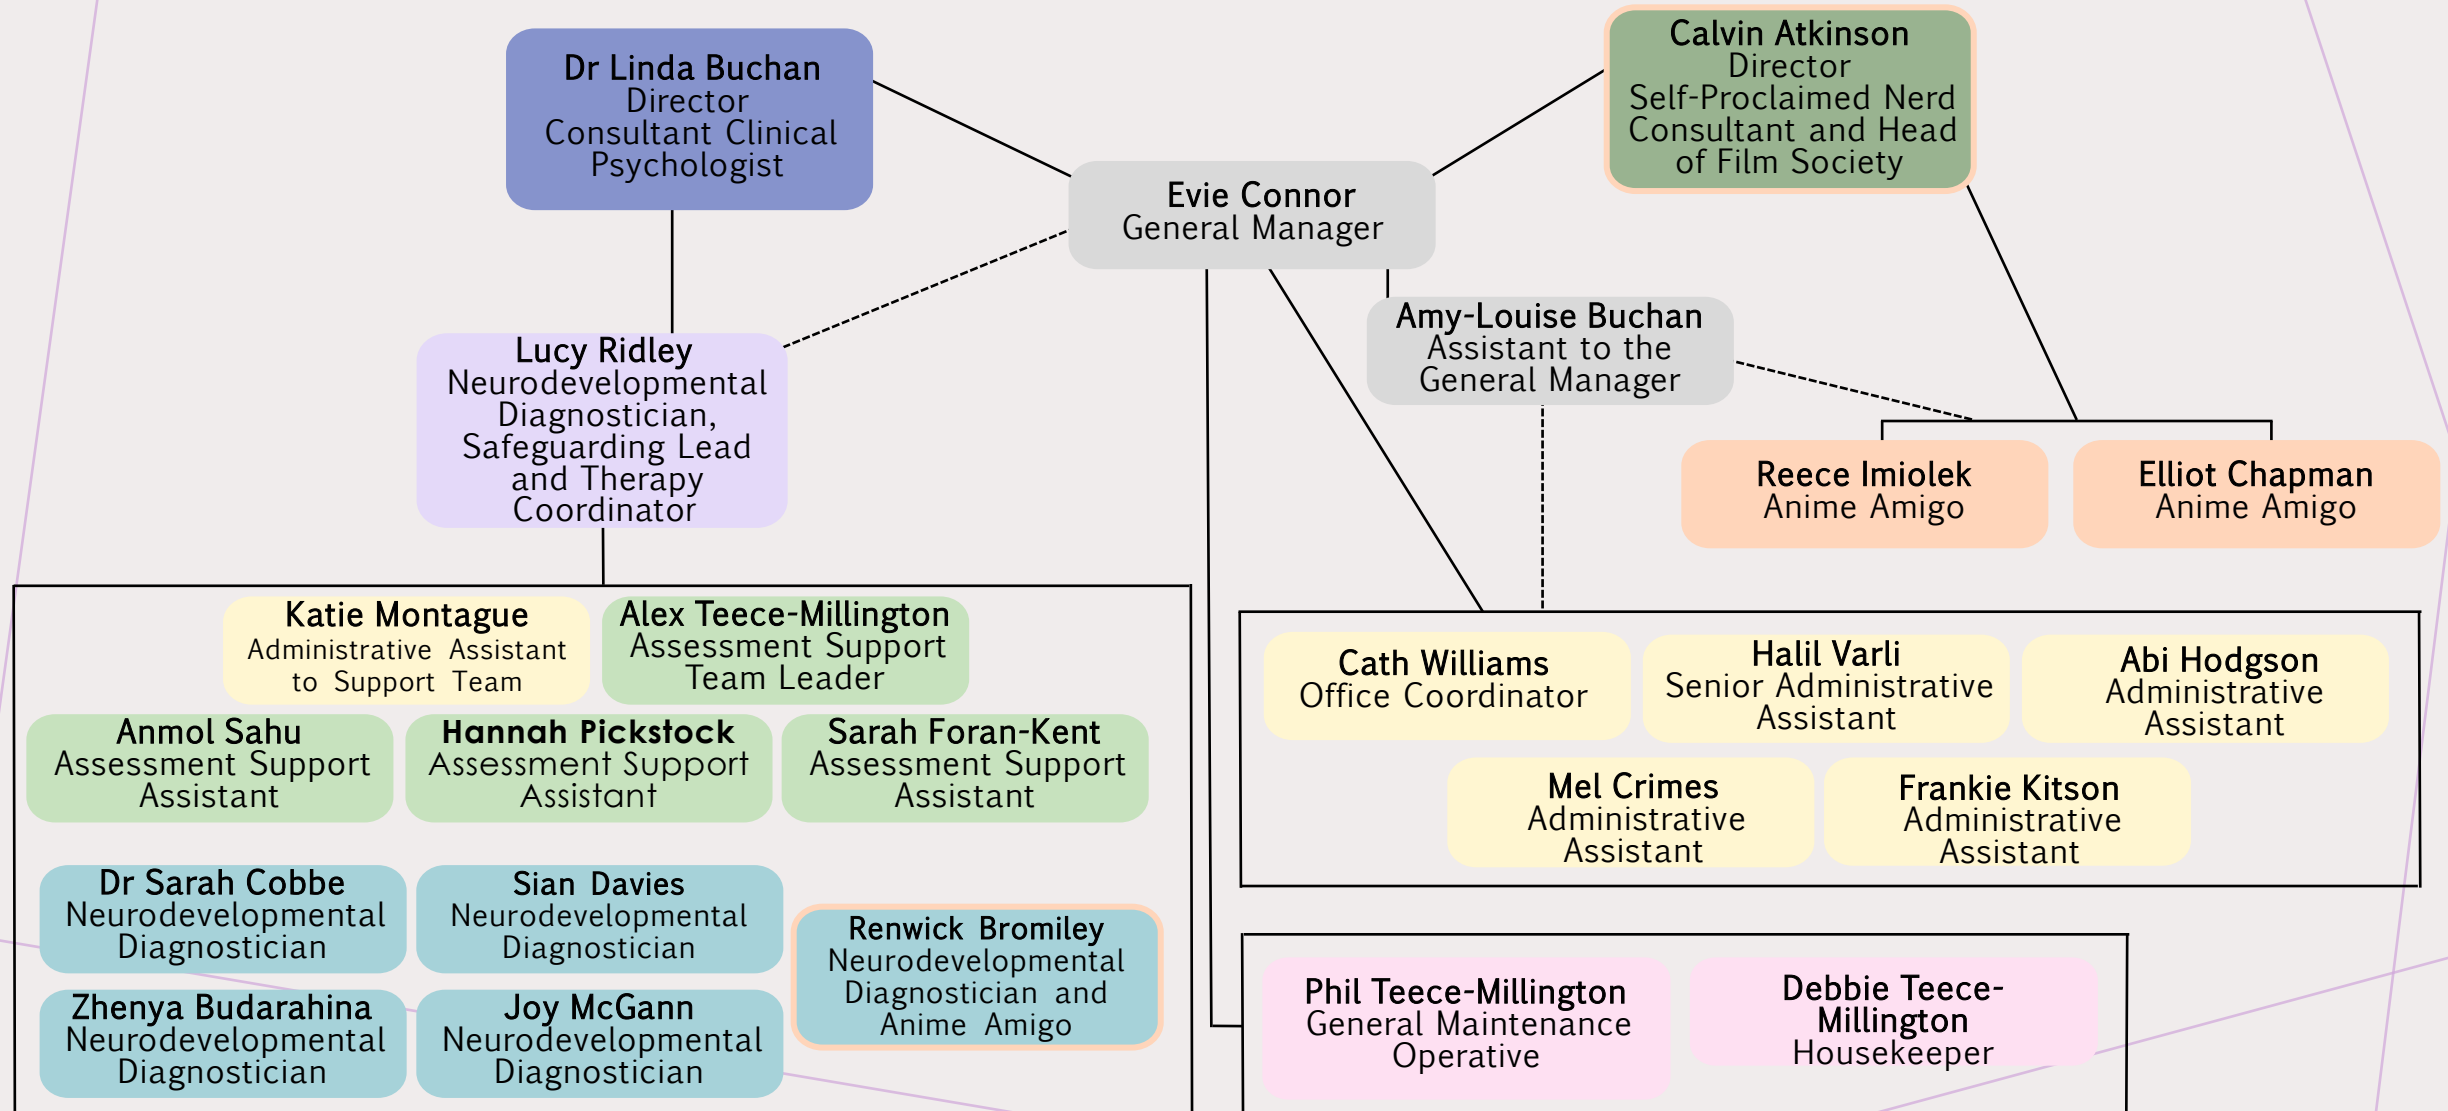 Dr Linda Buchan
Director
Consultant Clinical
Psychologist
Calvin Atkinson
Director
Self-Proclaimed Nerd
Consultant and Head
of Film Society
Evie Connor
General Manager
Amy-Louise Buchan
Assistant to the
General Manager
Lucy Ridley
Neurodevelopmental
Diagnostician,
Safeguarding Lead
and Therapy
Coordinator
Reece Imiolek
Anime Amigo
Elliot Chapman
Anime Amigo
Katie Montague
Administrative Assistant
to Support Team
Alex Teece-Millington
Assessment Support
Team Leader
Anmol Sahu
Assessment Support
Assistant
Hannah Pickstock
Assessment Support
Assistant
Sarah Foran-Kent
Assessment Support
Assistant
Dr Sarah Cobbe
Neurodevelopmental
Diagnostician
Sian Davies
Neurodevelopmental
Diagnostician
Renwick Bromiley
Neurodevelopmental
Diagnostician and
Anime Amigo
Zhenya Budarahina
Neurodevelopmental
Diagnostician
Joy McGann
Neurodevelopmental
Diagnostician
Cath Williams
Office Coordinator
Halil Varli
Senior Administrative
Assistant
Abi Hodgson
Administrative
Assistant
Mel Crimes
Administrative
Assistant
Frankie Kitson
Administrative
Assistant
Phil Teece-Millington
General Maintenance
Operative
Debbie Teece-
Millington
Housekeeper